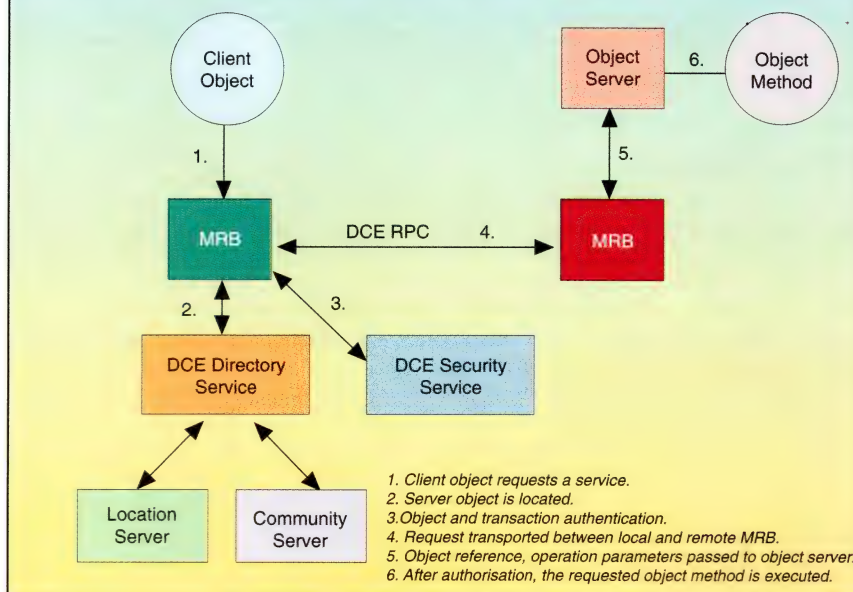 Client
Object
Object
Server
6.
Object
Method
1.
5.
MRB
DCE RPC
4.
MRB
2.
3.
DCE Directory
Service
DCE Security
Service
Location
Server
Community
Server
1. Client object requests a service.
2. Server object is located.
3.Object and transaction authentication.
4. Request transported between local and remote MRB.
5. Object reference, operation parameters passed to object server.
6. After authorisation, the requested object method is executed.